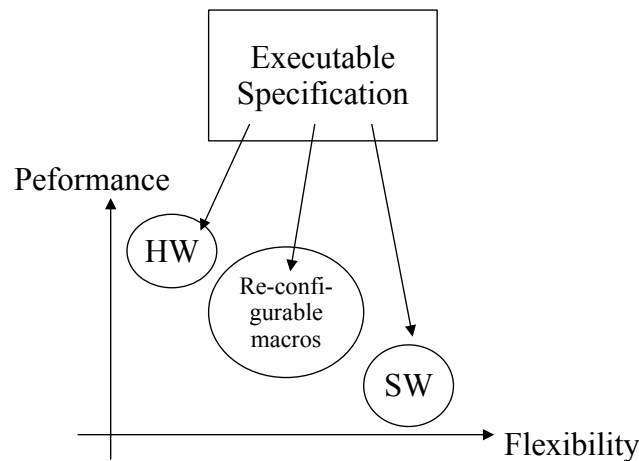 Executable
Specification
Peformance
HW
Re-confi-
gurable
macros
SW
Flexibility